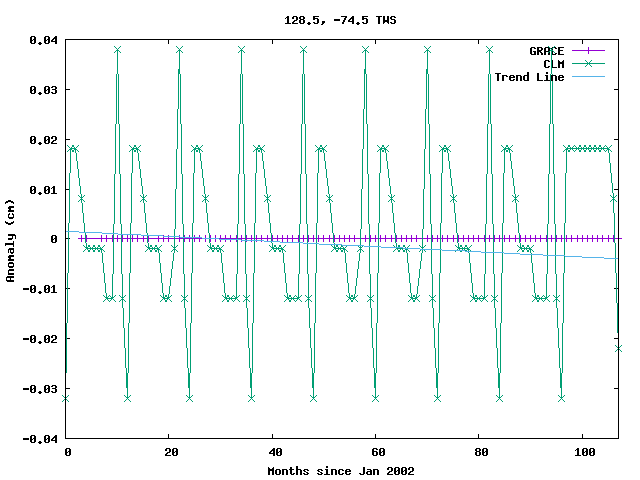 128.5, -74.5 TWS
GRACE
CLM
Trend Line
0.04
0.03
0.02
0.01
0
-0.01
-0.02
-0.03
-0.04
Anomaly (cm)
0 20 40 60 80 100
Months since Jan 2002